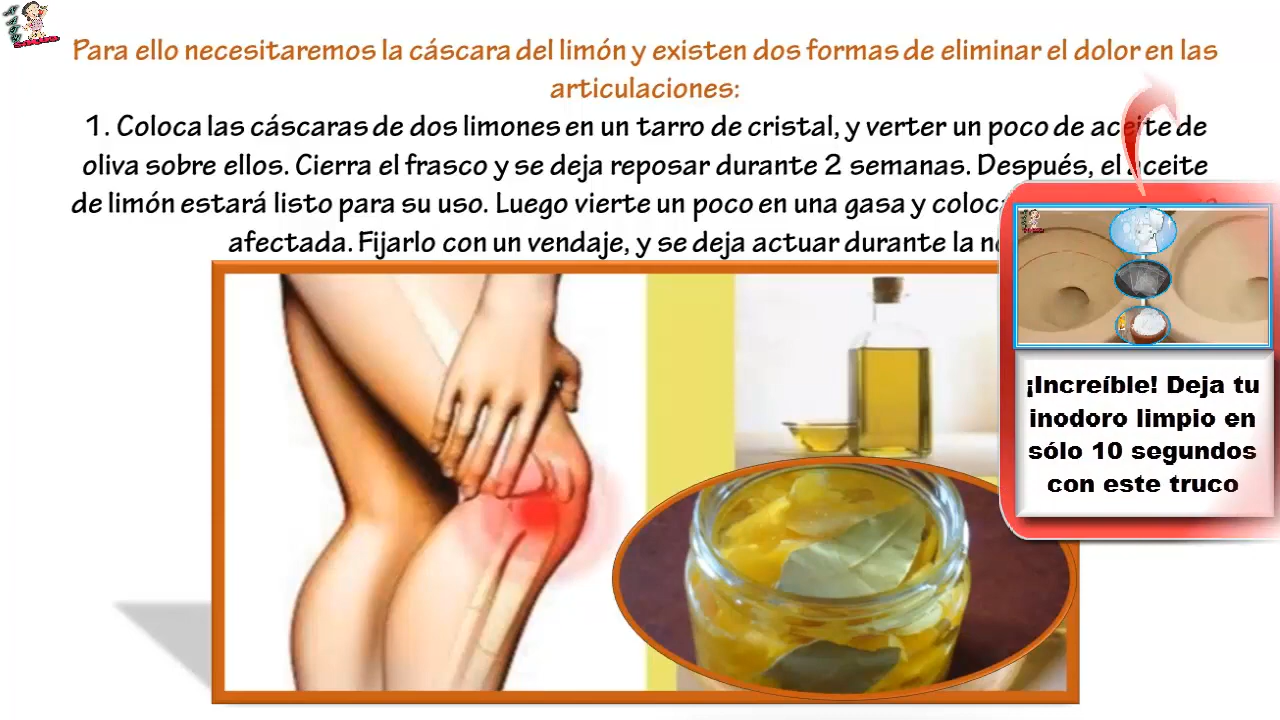 Para ello necesitaremos la cáscara del limón y existen dos formas de eliminar el dolor en las
articulaciones:
1. Coloca las cáscaras de dos limones en un tarro de cristal, y verter un poco de aceite de
oliva sobre ellos. Cierra el frasco y se deja reposar durante 2 semanas. Después, el aceite
de limón estará listo para su uso. Luego vierte un poco en una gasa y
afectada. Fijarlo con un vendaje, y se deja actuar durante la
¡Increíble! Deja tu
inodoro limpio en
sólo 10 segundos
con este truco